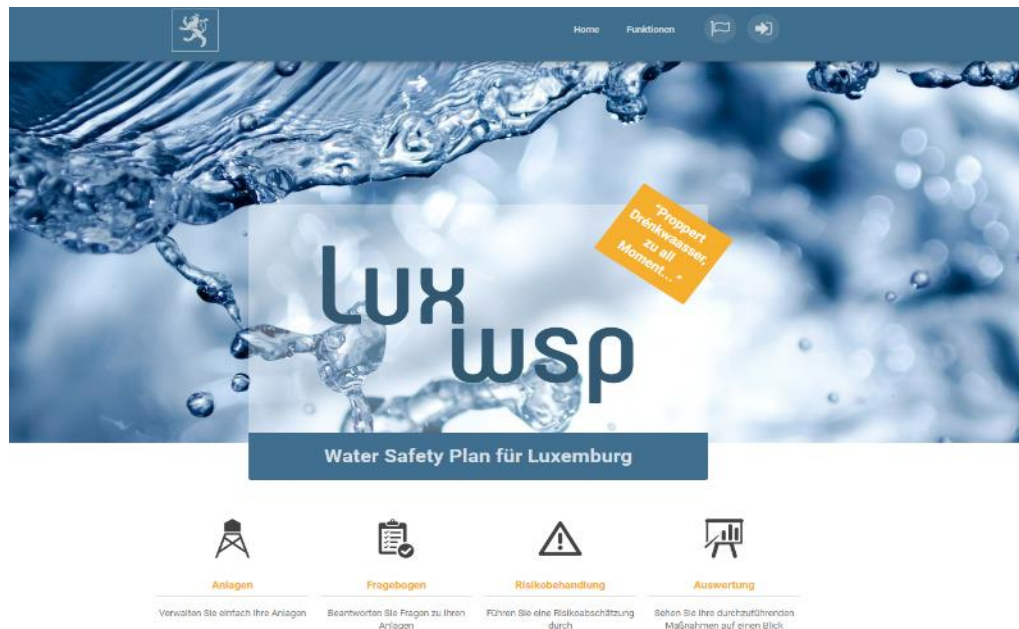 Home Funktionen
"Proppert
Drénkwaasser,
zu all
Moment..."
Lux
wsp
Water Safety Plan für Luxemburg
Anlagen Fragebogen Risikobehandlung Auswertung
Verwalten Sie einfach Ihre Anlagen Beantworten Sie Fragen zu Ihren Führen Sie eine Risikoabschätzung Sehen Sie Ihre durchzuführenden
Anlagen durch Maßnahmen auf einen Blick